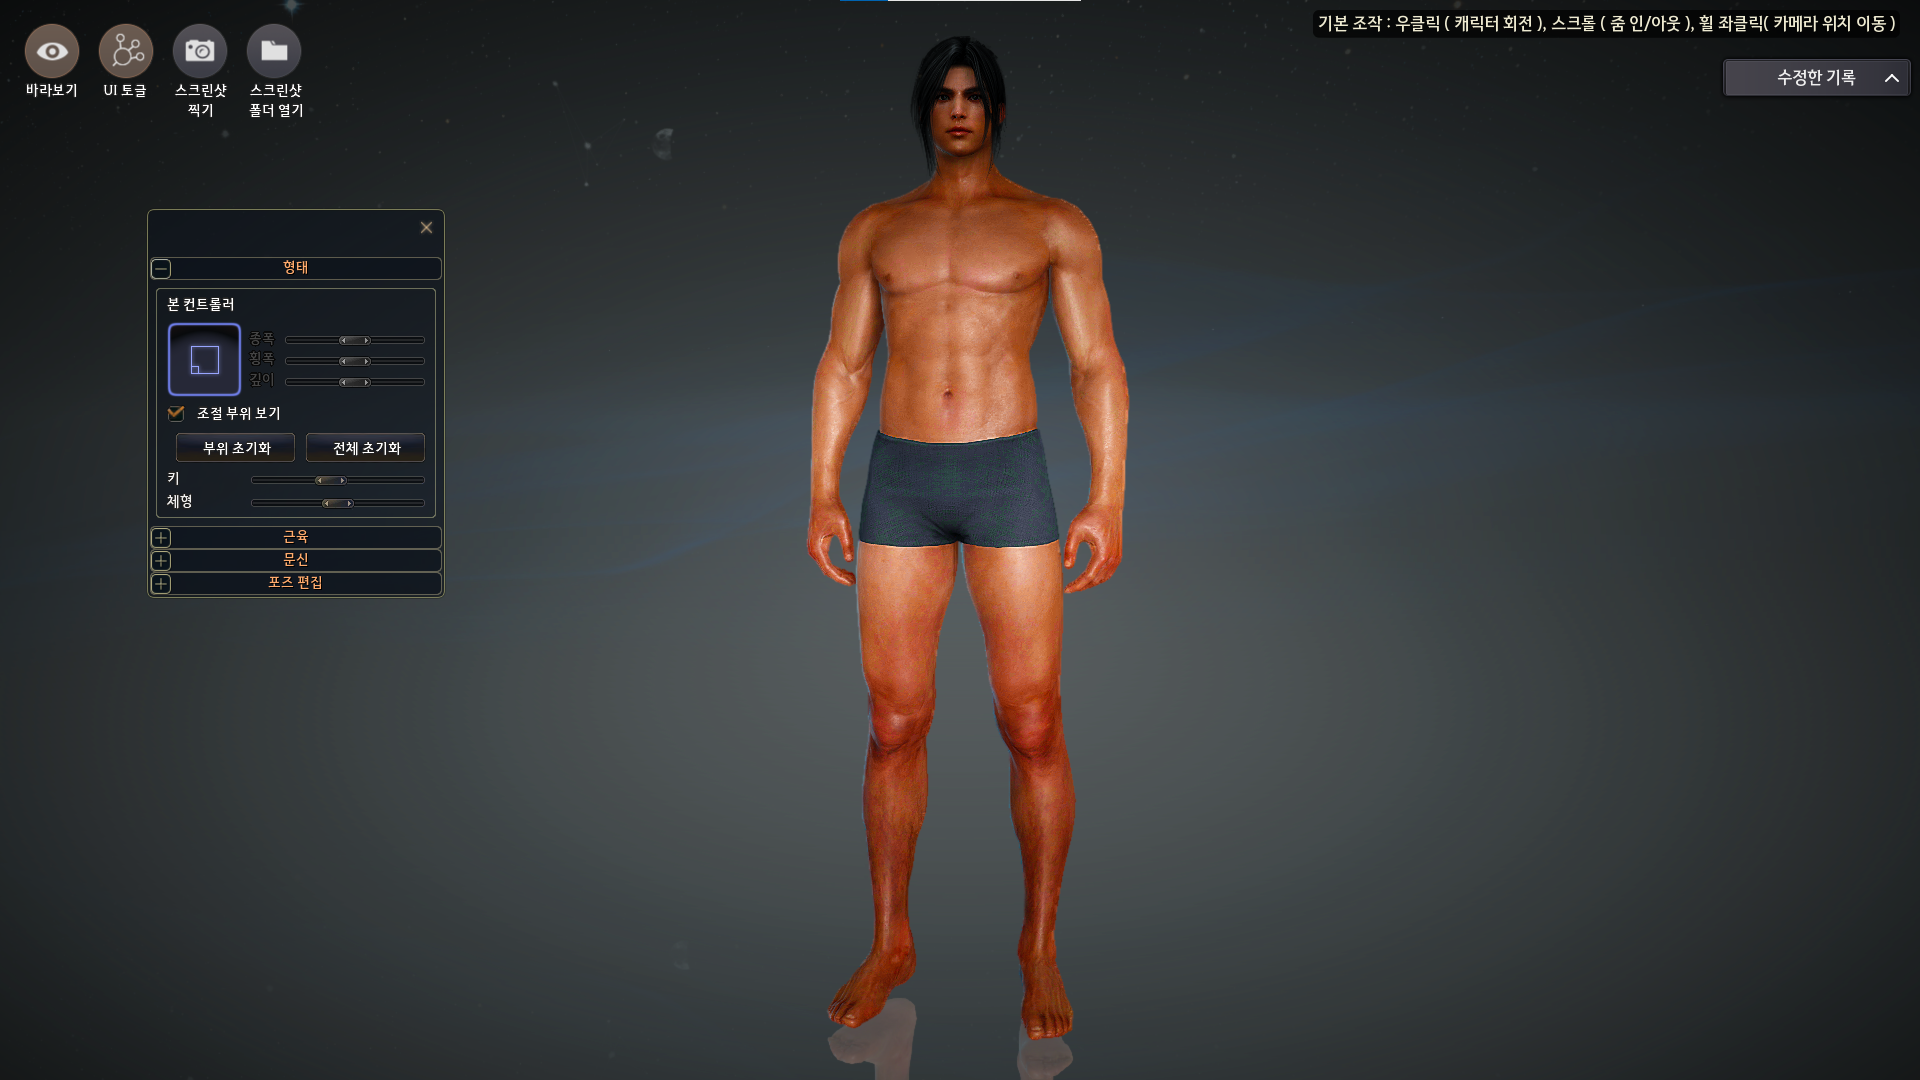 기본 조작 : 우클릭 ( 캐릭터 회전 ), 스크롤 ( 줌 인/아웃 ), 휠 좌클릭( 카메라 위치 이동 )
바라보기
UI 토글
스크린샷
찍기
스크린샷
폴더 열기
수정한 기록
형태
본 컨트롤러
종폭
횡폭
깊이
조절 부위 보기
부위 초기화
전체 초기화
키
체형
근육
문신
포즈 편집